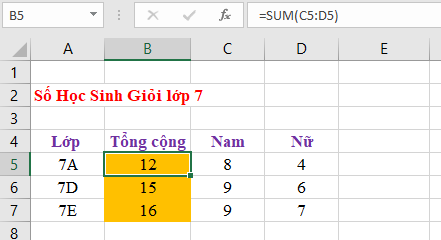 B5 =SUM(C5:D5)
A B C D E
1
2 Số Học Sinh Giỏi lớp 7
3
4 Lớp Tổng cộng Nam Nữ
5 7A 12 8 4
6 7D 15 9 6
7 7E 16 9 7
8